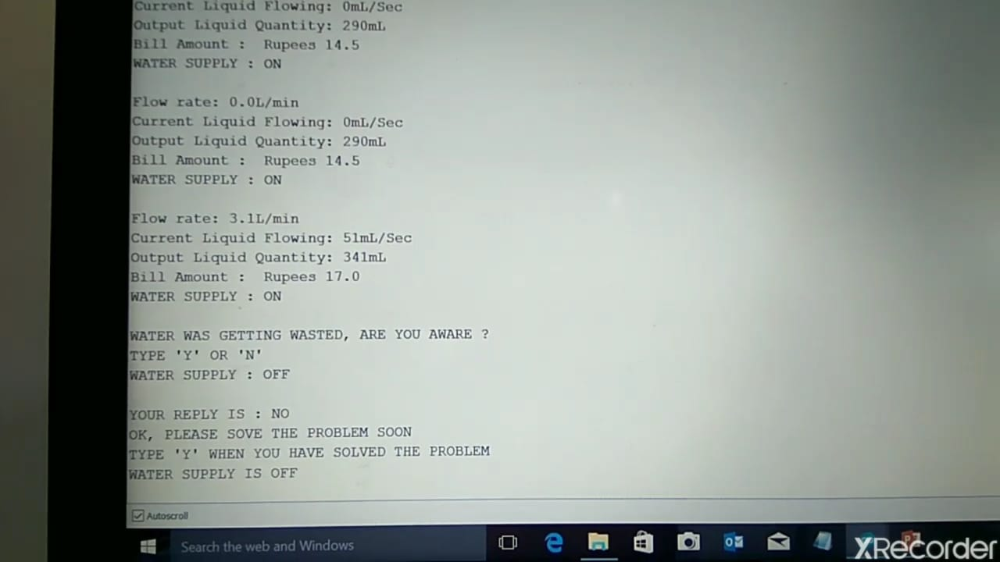 Current Liquid Flowing: 0mL/Sec
Output Liquid Quantity: 290mL
Bill Amount :  Rupees 14.5
WATER SUPPLY : ON
Flow rate: 0.0L/min
Current Liquid Flowing: 0mL/Sec
Output Liquid Quantity: 290mL
Bill Amount :  Rupees 14.5
WATER SUPPLY : ON
Flow rate: 3.1L/min
Current Liquid Flowing: 51mL/Sec
Output Liquid Quantity: 341mL
Bill Amount :  Rupees 17.0
WATER SUPPLY : ON
WATER WAS GETTING WASTED, ARE YOU AWARE ?
TYPE 'Y' OR 'N'
WATER SUPPLY : OFF
YOUR REPLY IS : NO
OK, PLEASE SOVE THE PROBLEM SOON
TYPE 'Y' WHEN YOU HAVE SOLVED THE PROBLEM
WATER SUPPLY IS OFF
Autoscroll
Search the web and Windows
XRecorder